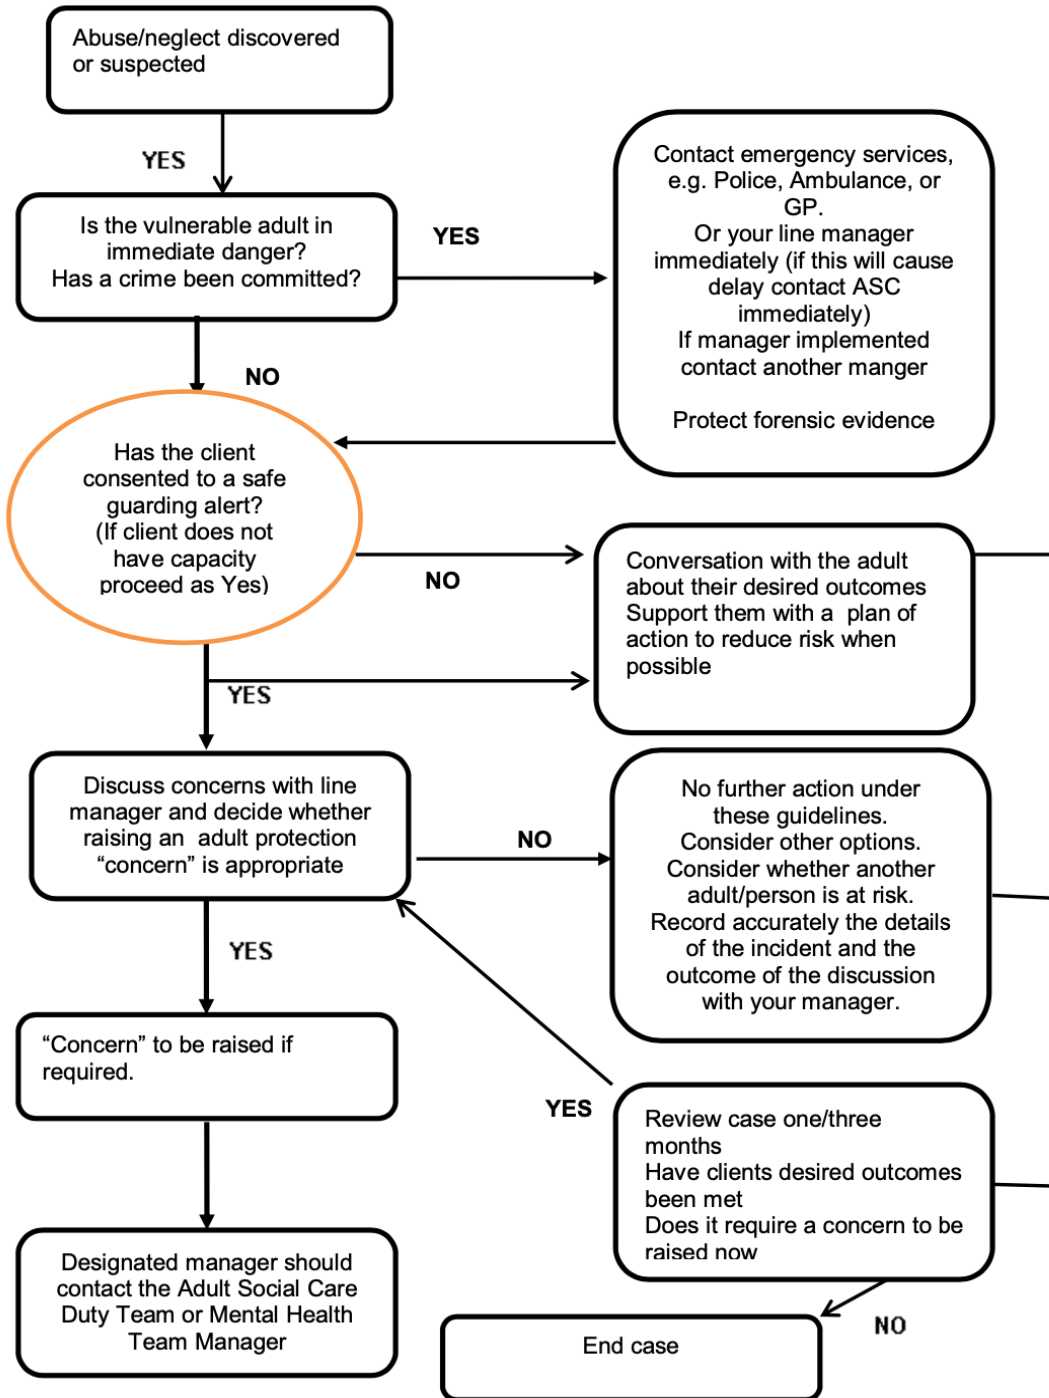 Abuse/neglect discovered
or suspected
YES
Is the vulnerable adult in
immediate danger?
Has a crime been committed?
YES
Contact emergency services,
e.g. Police, Ambulance, or
GP.
Or your line manager
immediately (if this will cause
delay contact ASC
immediately)
If manager implemented
contact another manger
Protect forensic evidence
NO
Has the client
consented to a safe
guarding alert?
(If client does not
have capacity
proceed as Yes)
NO
Conversation with the adult
about their desired outcomes
Support them with a plan of
action to reduce risk when
possible
YES
Discuss concerns with line
manager and decide whether
raising an adult protection
“concern” is appropriate
NO
No further action under
these guidelines.
Consider other options.
Consider whether another
adult/person is at risk.
Record accurately the details
of the incident and the
outcome of the discussion
with your manager.
YES
“Concern” to be raised if
required.
YES
Review case one/three
months
Have clients desired outcomes
been met
Does it require a concern to be
raised now
Designated manager should
contact the Adult Social Care
Duty Team or Mental Health
Team Manager
NO
End case